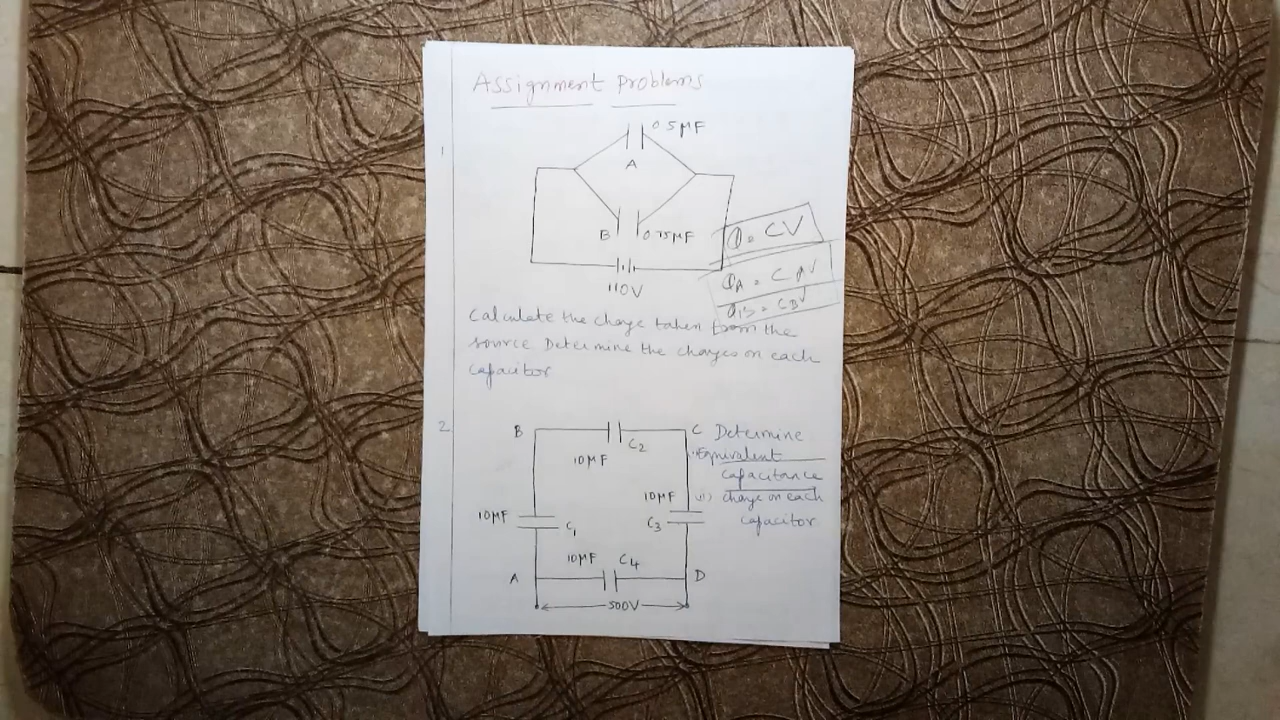 Assignment Problems
1
0.5µF
A
B
0.75µF
110V
Q = CV
QA = CAV
QB = CBV
Calculate the charge taken from the
source Determine the charges on each
capacitor
2
B
C2
10µF
C Determine
i) Equivalent
capacitance
10µF
C1
10µF
C3
ii) charge on each
capacitor
10µF
C4
A
D
500V